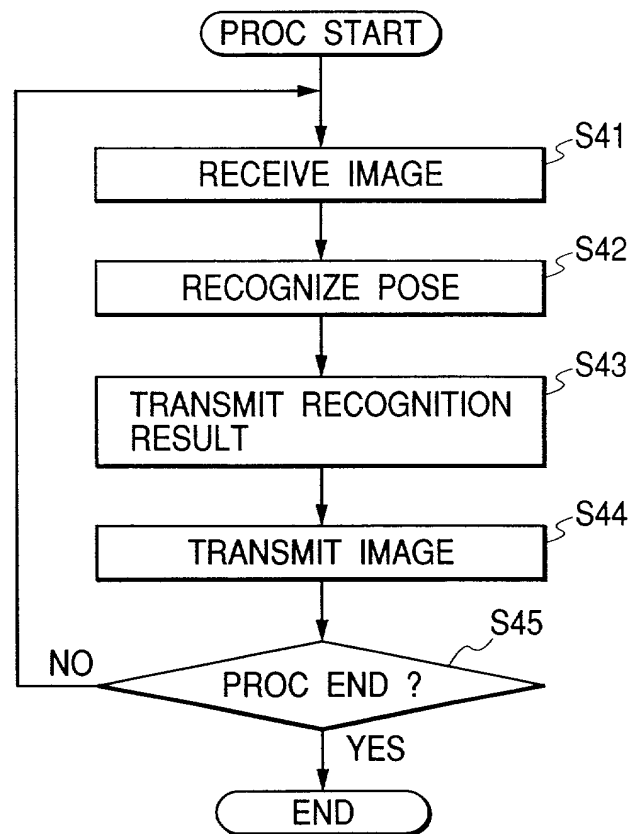 PROC START
S41
RECEIVE IMAGE
S42
RECOGNIZE POSE
S43
TRANSMIT RECOGNITION
RESULT
S44
TRANSMIT IMAGE
S45
NO
PROC END ?
YES
END